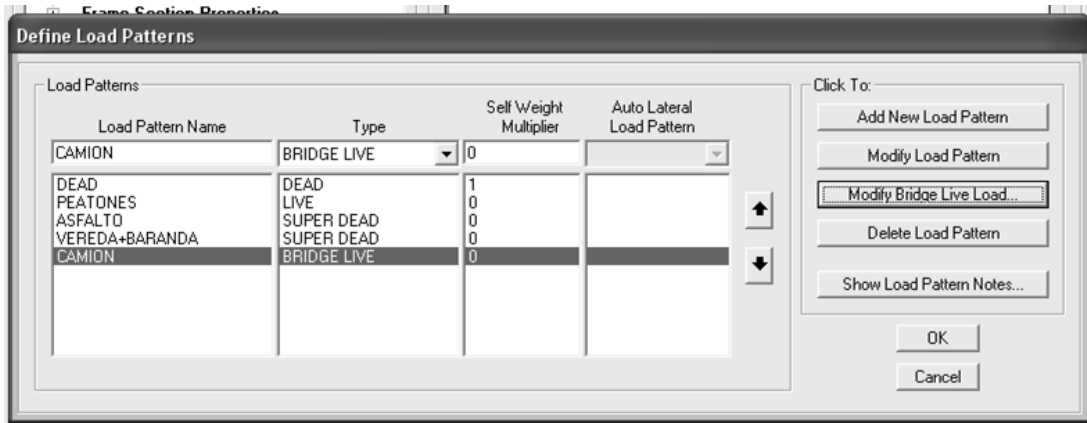 Frame Section Properties
Define Load Patterns
Load Patterns
Load Pattern Name Type Self Weight Multiplier Auto Lateral Load Pattern
CAMION BRIDGE LIVE 0
DEAD DEAD 1
PEATONES LIVE 0
ASFALTO SUPER DEAD 0
VEREDA+BARANDA SUPER DEAD 0
CAMION BRIDGE LIVE 0
Click To:
Add New Load Pattern
Modify Load Pattern
Modify Bridge Live Load...
Delete Load Pattern
Show Load Pattern Notes...
OK
Cancel